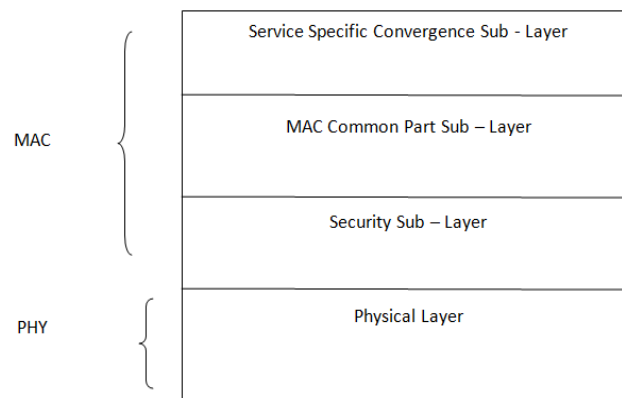 Service Specific Convergence Sub - Layer
MAC Common Part Sub – Layer
MAC
Security Sub – Layer
Physical Layer
PHY